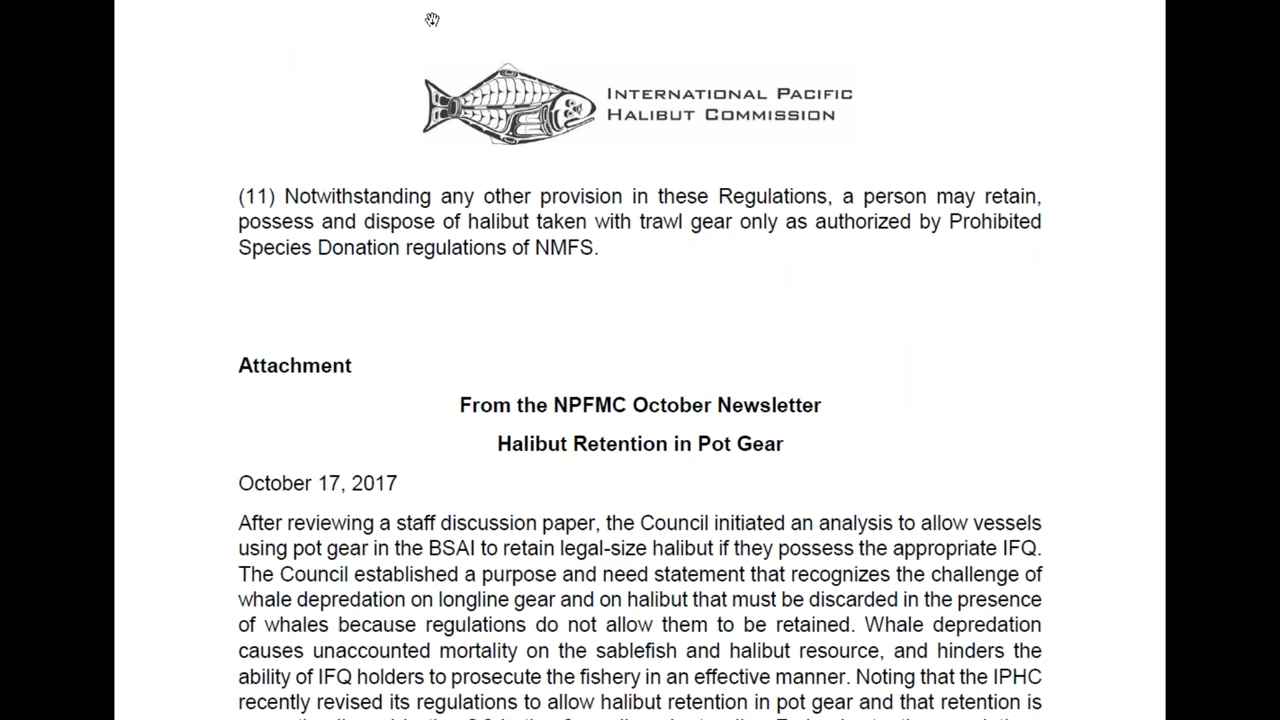 INTERNATIONAL PACIFIC
HALIBUT COMMISSION
(11) Notwithstanding any other provision in these Regulations, a person may retain,
possess and dispose of halibut taken with trawl gear only as authorized by Prohibited
Species Donation regulations of NMFS.
Attachment
From the NPFMC October Newsletter
Halibut Retention in Pot Gear
October 17, 2017
After reviewing a staff discussion paper, the Council initiated an analysis to allow vessels
using pot gear in the BSAI to retain legal-size halibut if they possess the appropriate IFQ.
The Council established a purpose and need statement that recognizes the challenge of
whale depredation on longline gear and on halibut that must be discarded in the presence
of whales because regulations do not allow them to be retained. Whale depredation
causes unaccounted mortality on the sablefish and halibut resource, and hinders the
ability of IFQ holders to prosecute the fishery in an effective manner. Noting that the IPHC
recently revised its regulations to allow halibut retention in pot gear and that retention is